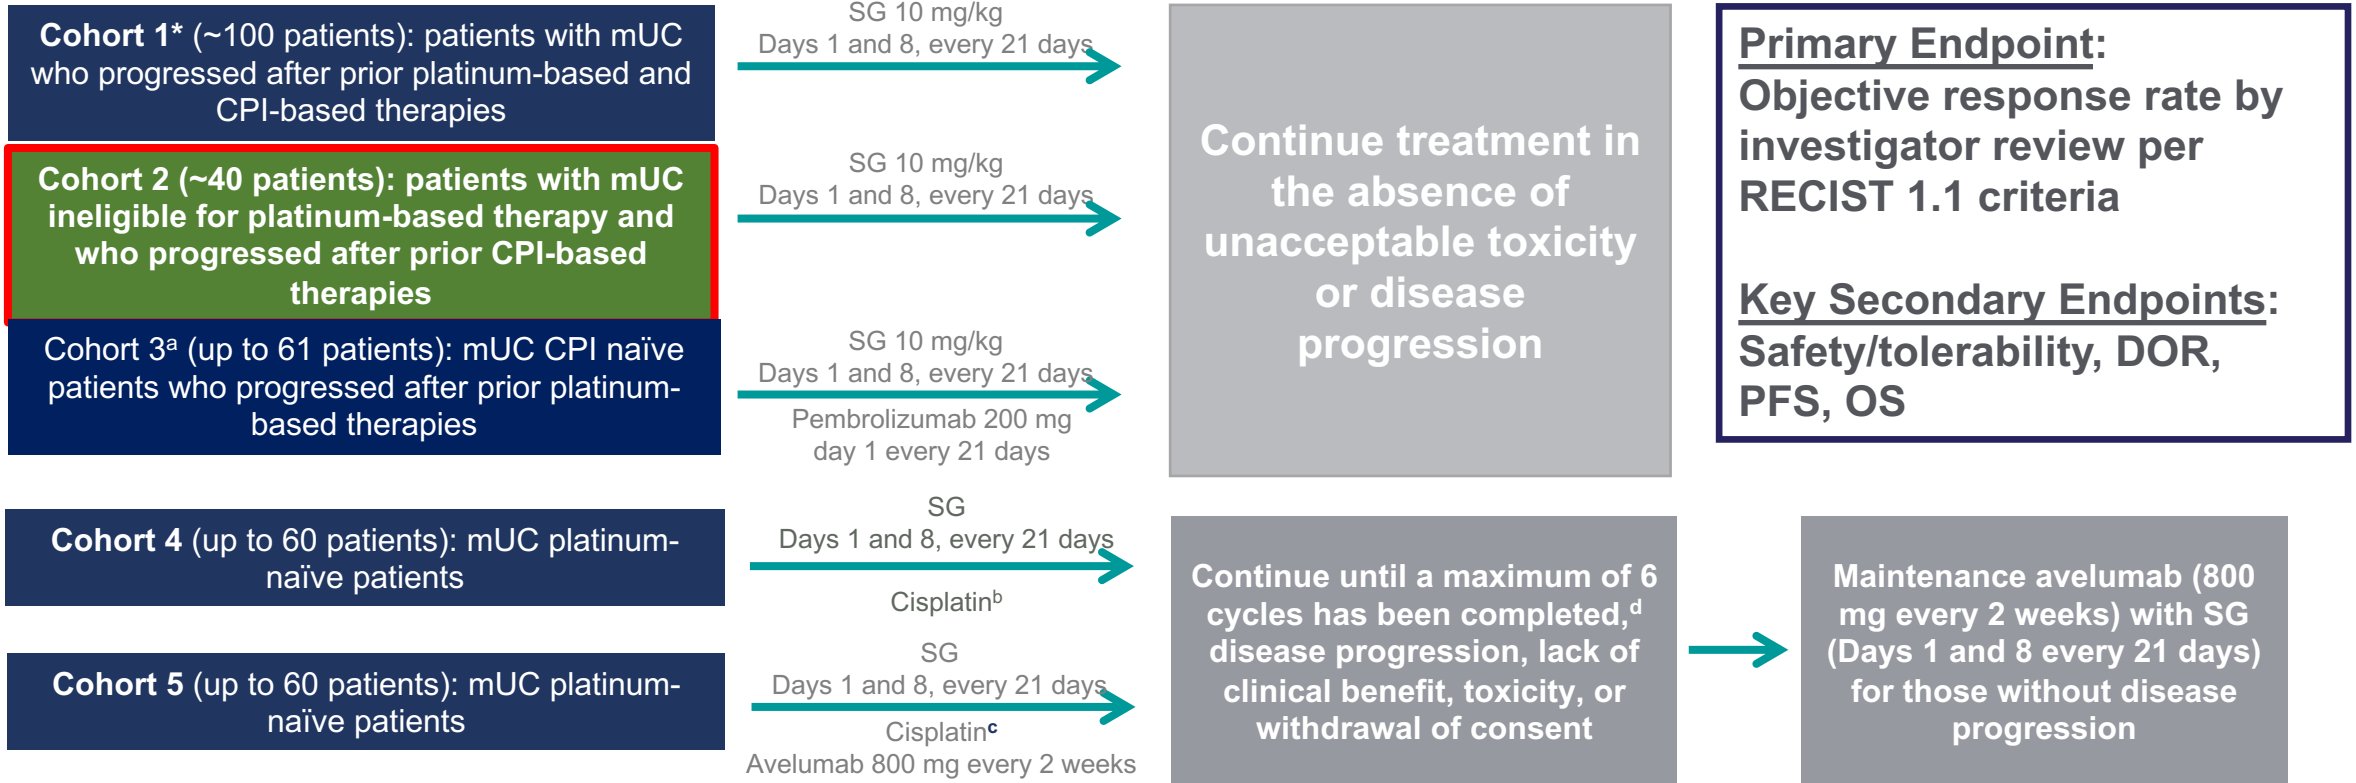 Cohort 1* (~100 patients): patients with mUC
who progressed after prior platinum-based and
CPI-based therapies
SG 10 mg/kg
Days 1 and 8, every 21 days
Cohort 2 (~40 patients): patients with mUC
ineligible for platinum-based therapy and
who progressed after prior CPI-based
therapies
SG 10 mg/kg
Days 1 and 8, every 21 days
Cohort 3ᵃ (up to 61 patients): mUC CPI naïve
patients who progressed after prior platinum-
based therapies
SG 10 mg/kg
Days 1 and 8, every 21 days
Pembrolizumab 200 mg
day 1 every 21 days
Continue treatment in
the absence of
unacceptable toxicity
or disease
progression
Primary Endpoint:
Objective response rate by
investigator review per
RECIST 1.1 criteria
Key Secondary Endpoints:
Safety/tolerability, DOR,
PFS, OS
Cohort 4 (up to 60 patients): mUC platinum-
naïve patients
SG
Days 1 and 8, every 21 days
Cisplatinᵇ
Cohort 5 (up to 60 patients): mUC platinum-
naïve patients
SG
Days 1 and 8, every 21 days
Cisplatinᶜ
Avelumab 800 mg every 2 weeks
Continue until a maximum of 6
cycles has been completed,ᵈ
disease progression, lack of
clinical benefit, toxicity, or
withdrawal of consent
Maintenance avelumab (800
mg every 2 weeks) with SG
(Days 1 and 8 every 21 days)
for those without disease
progression